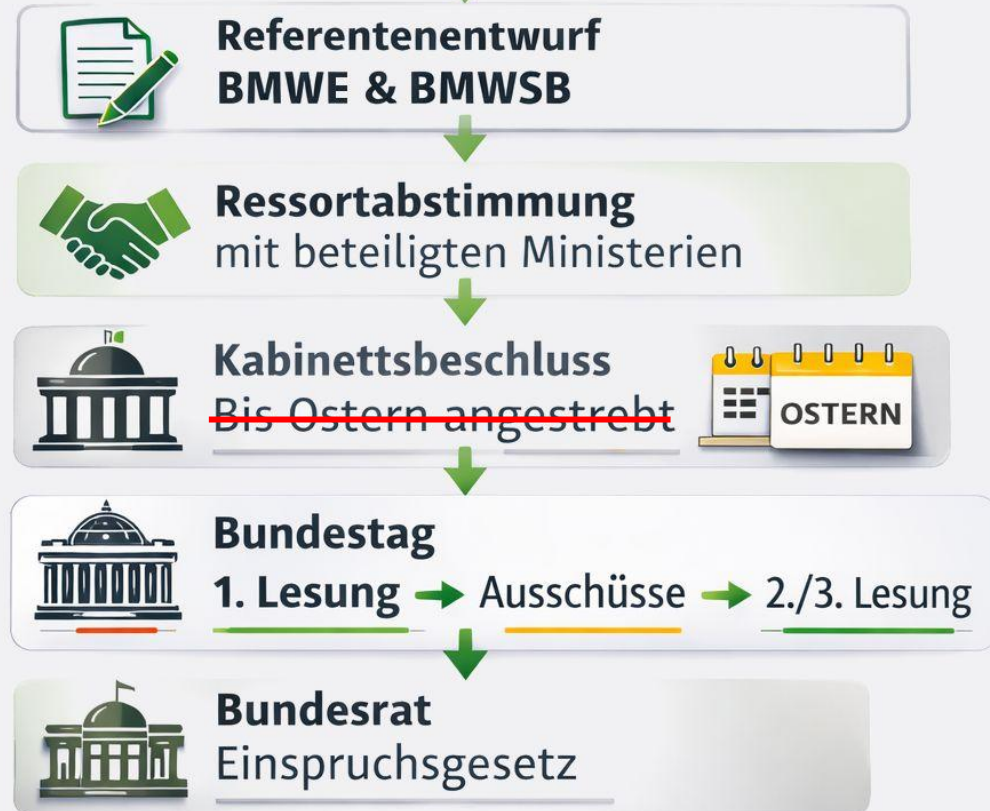 Referentenentwurf
BMWE & BMWSB
Ressortabstimmung
mit beteiligten Ministerien
Kabinettsbeschluss
Bis Ostern angestrebt
OSTERN
Bundestag
1. Lesung → Ausschüsse → 2./3. Lesung
Bundesrat
Einspruchsgesetz